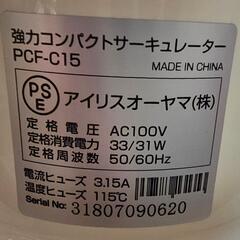 強力コンパクトサーキュレーター
PCF-C15
MADE IN CHINA
PSE
アイリスオーヤマ(株)
定格電圧 AC100V
定格消費電力 33/31W
定格周波数 50/60Hz
電流ヒューズ 3.15A
温度ヒューズ 115℃
Serial No: 31807090620